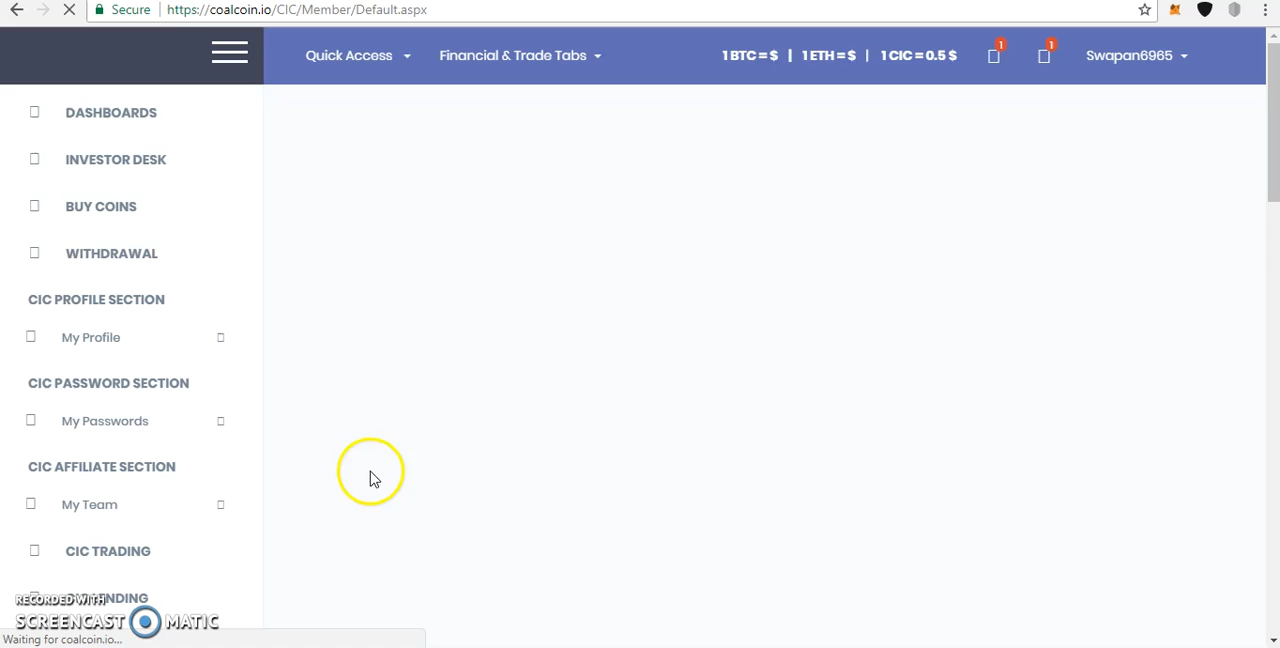 Secure https://coalcoin.io/CIC/Member/Default.aspx
Quick Access Financial & Trade Tabs 1 BTC = $ | 1 ETH = $ | 1 CIC = 0.5 $ 1 1 Swapan6965
DASHBOARDS
INVESTOR DESK
BUY COINS
WITHDRAWAL
CIC PROFILE SECTION
My Profile
CIC PASSWORD SECTION
My Passwords
CIC AFFILIATE SECTION
My Team
CIC TRADING
RECORDED WITH
SCREENCAST MATIC
Waiting for coalcoin.io...